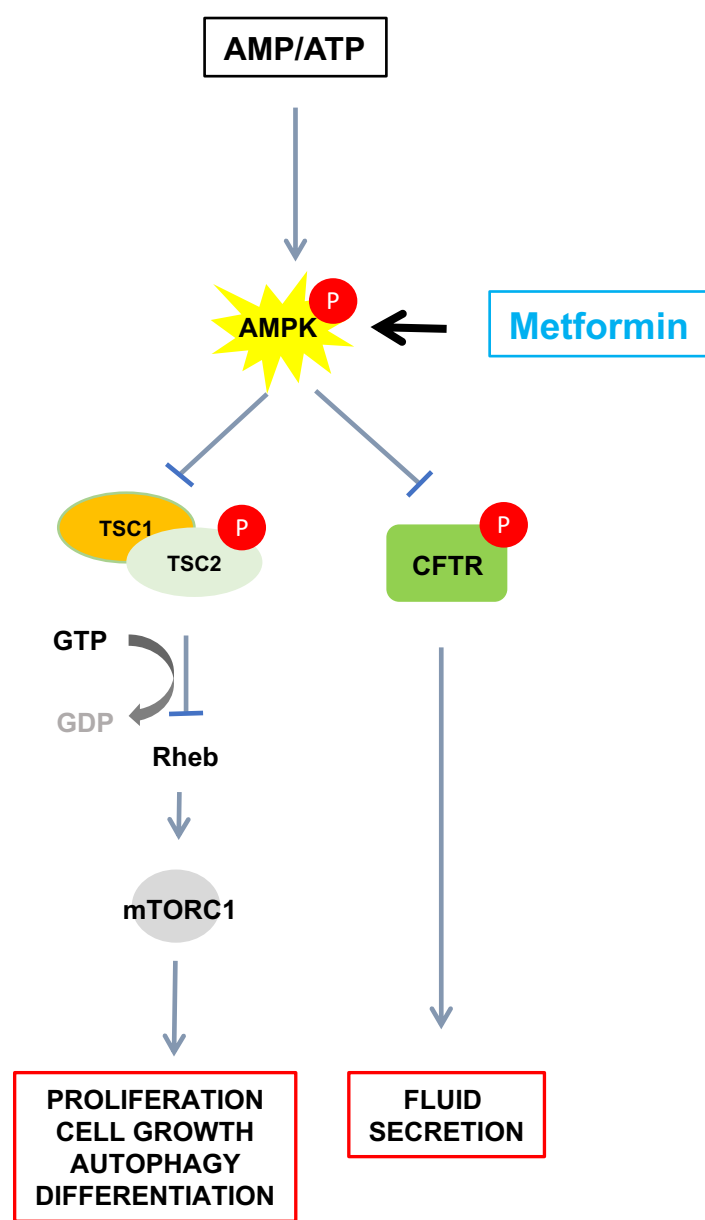 AMP/ATP
P
AMPK
Metformin
TSC1
P
TSC2
P
CFTR
GTP
GDP
Rheb
mTORC1
PROLIFERATION
CELL GROWTH
AUTOPHAGY
DIFFERENTIATION
FLUID
SECRETION